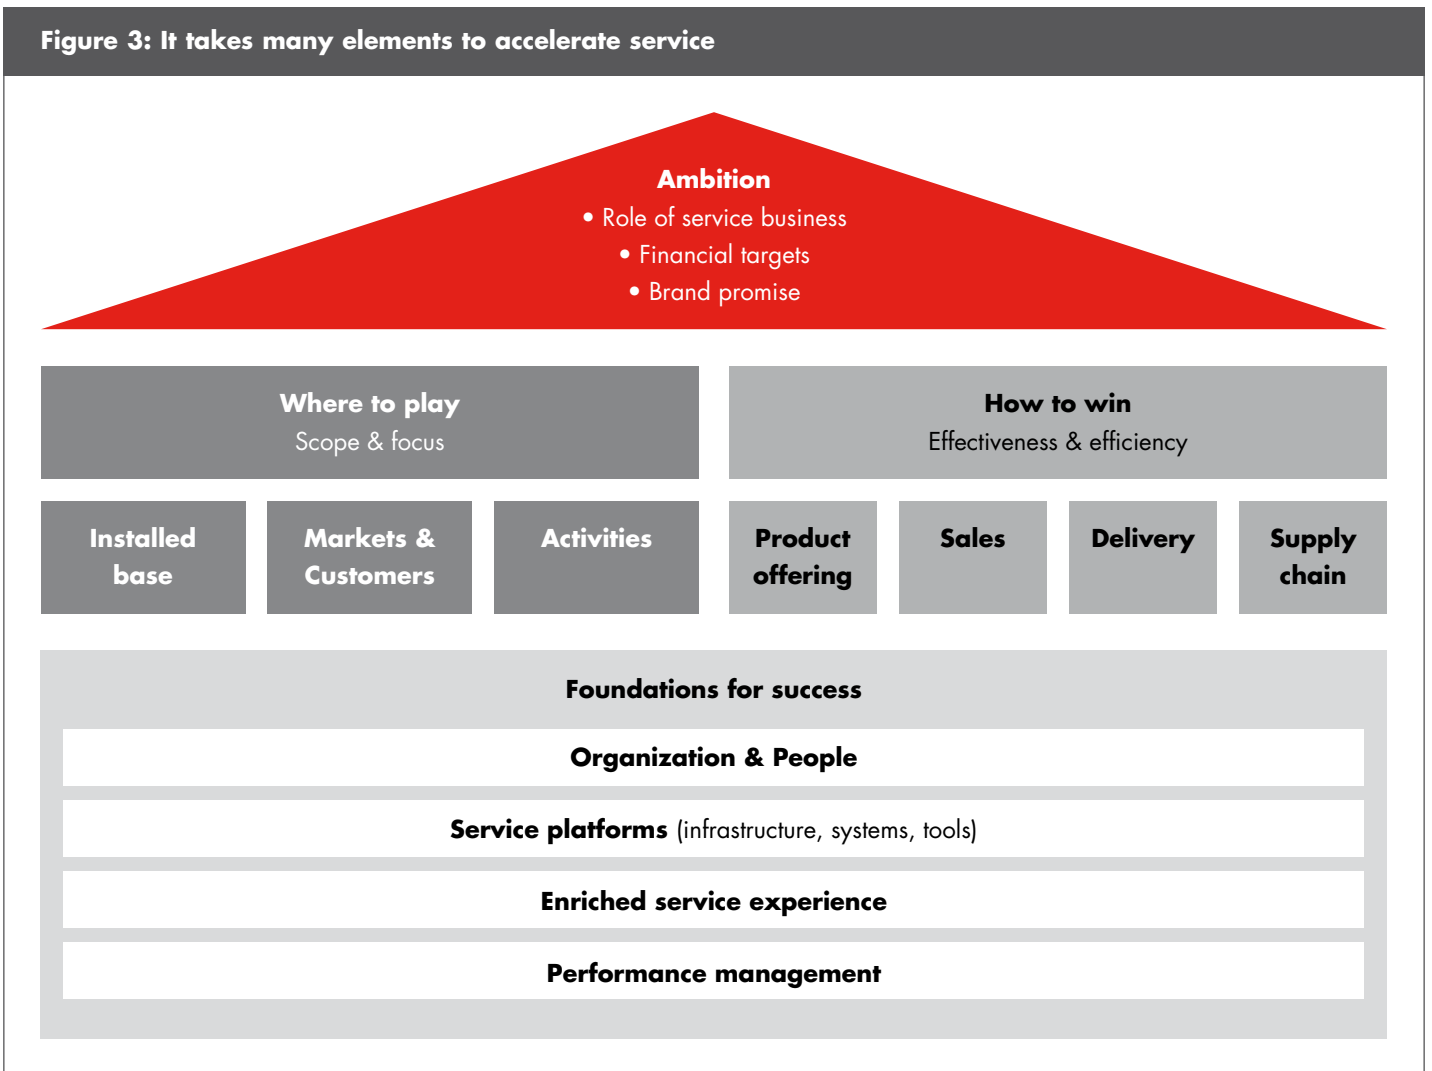 Figure 3: It takes many elements to accelerate service
Ambition
• Role of service business
• Financial targets
• Brand promise
Where to play
Scope & focus
How to win
Effectiveness & efficiency
Installed
base
Markets &
Customers
Activities
Product
offering
Sales
Delivery
Supply
chain
Foundations for success
Organization & People
Service platforms (infrastructure, systems, tools)
Enriched service experience
Performance management